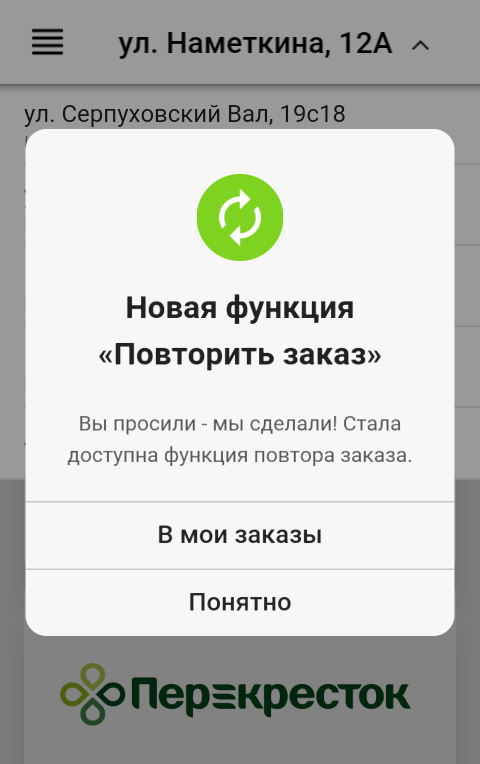 ул. Наметкина, 12А
ул. Серпуховский Вал, 19с18
Новая функция
«Повторить заказ»
Вы просили - мы сделали! Стала
доступна функция повтора заказа.
В мои заказы
Понятно
Перекресток